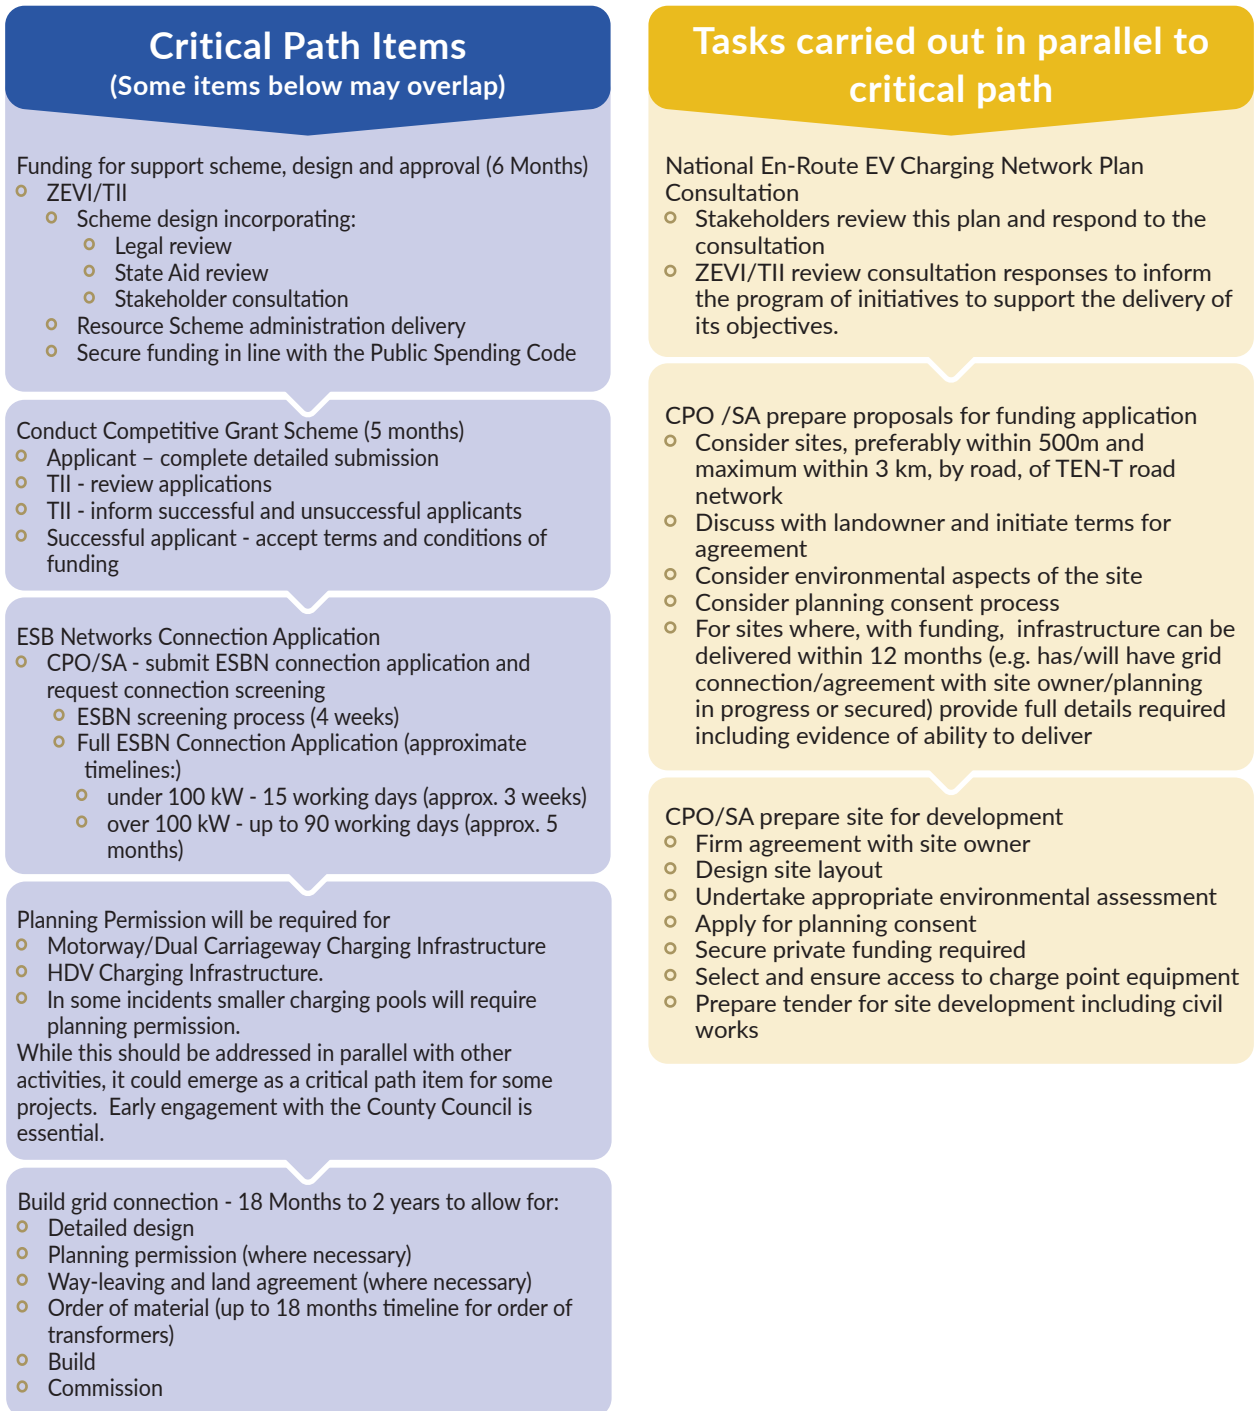 Critical Path Items
(Some items below may overlap)
Funding for support scheme, design and approval (6 Months)
ZEVI/TII
Scheme design incorporating:
Legal review
State Aid review
Stakeholder consultation
Resource Scheme administration delivery
Secure funding in line with the Public Spending Code
Conduct Competitive Grant Scheme (5 months)
Applicant – complete detailed submission
TII - review applications
TII - inform successful and unsuccessful applicants
Successful applicant - accept terms and conditions of
funding
ESB Networks Connection Application
CPO/SA - submit ESBN connection application and
request connection screening
ESBN screening process (4 weeks)
Full ESBN Connection Application (approximate
timelines:)
under 100 kW - 15 working days (approx. 3 weeks)
over 100 kW - up to 90 working days (approx. 5
months)
Planning Permission will be required for
Motorway/Dual Carriageway Charging Infrastructure
HDV Charging Infrastructure.
In some incidents smaller charging pools will require
planning permission.
While this should be addressed in parallel with other
activities, it could emerge as a critical path item for some
projects.  Early engagement with the County Council is
essential.
Build grid connection - 18 Months to 2 years to allow for:
Detailed design
Planning permission (where necessary)
Way-leaving and land agreement (where necessary)
Order of material (up to 18 months timeline for order of
transformers)
Build
Commission
Tasks carried out in parallel to
critical path
National En-Route EV Charging Network Plan
Consultation
Stakeholders review this plan and respond to the
consultation
ZEVI/TII review consultation responses to inform
the program of initiatives to support the delivery of
its objectives.
CPO /SA prepare proposals for funding application
Consider sites, preferably within 500m and
maximum within 3 km, by road, of TEN-T road
network
Discuss with landowner and initiate terms for
agreement
Consider environmental aspects of the site
Consider planning consent process
For sites where, with funding,  infrastructure can be
delivered within 12 months (e.g. has/will have grid
connection/agreement with site owner/planning
in progress or secured) provide full details required
including evidence of ability to deliver
CPO/SA prepare site for development
Firm agreement with site owner
Design site layout
Undertake appropriate environmental assessment
Apply for planning consent
Secure private funding required
Select and ensure access to charge point equipment
Prepare tender for site development including civil
works